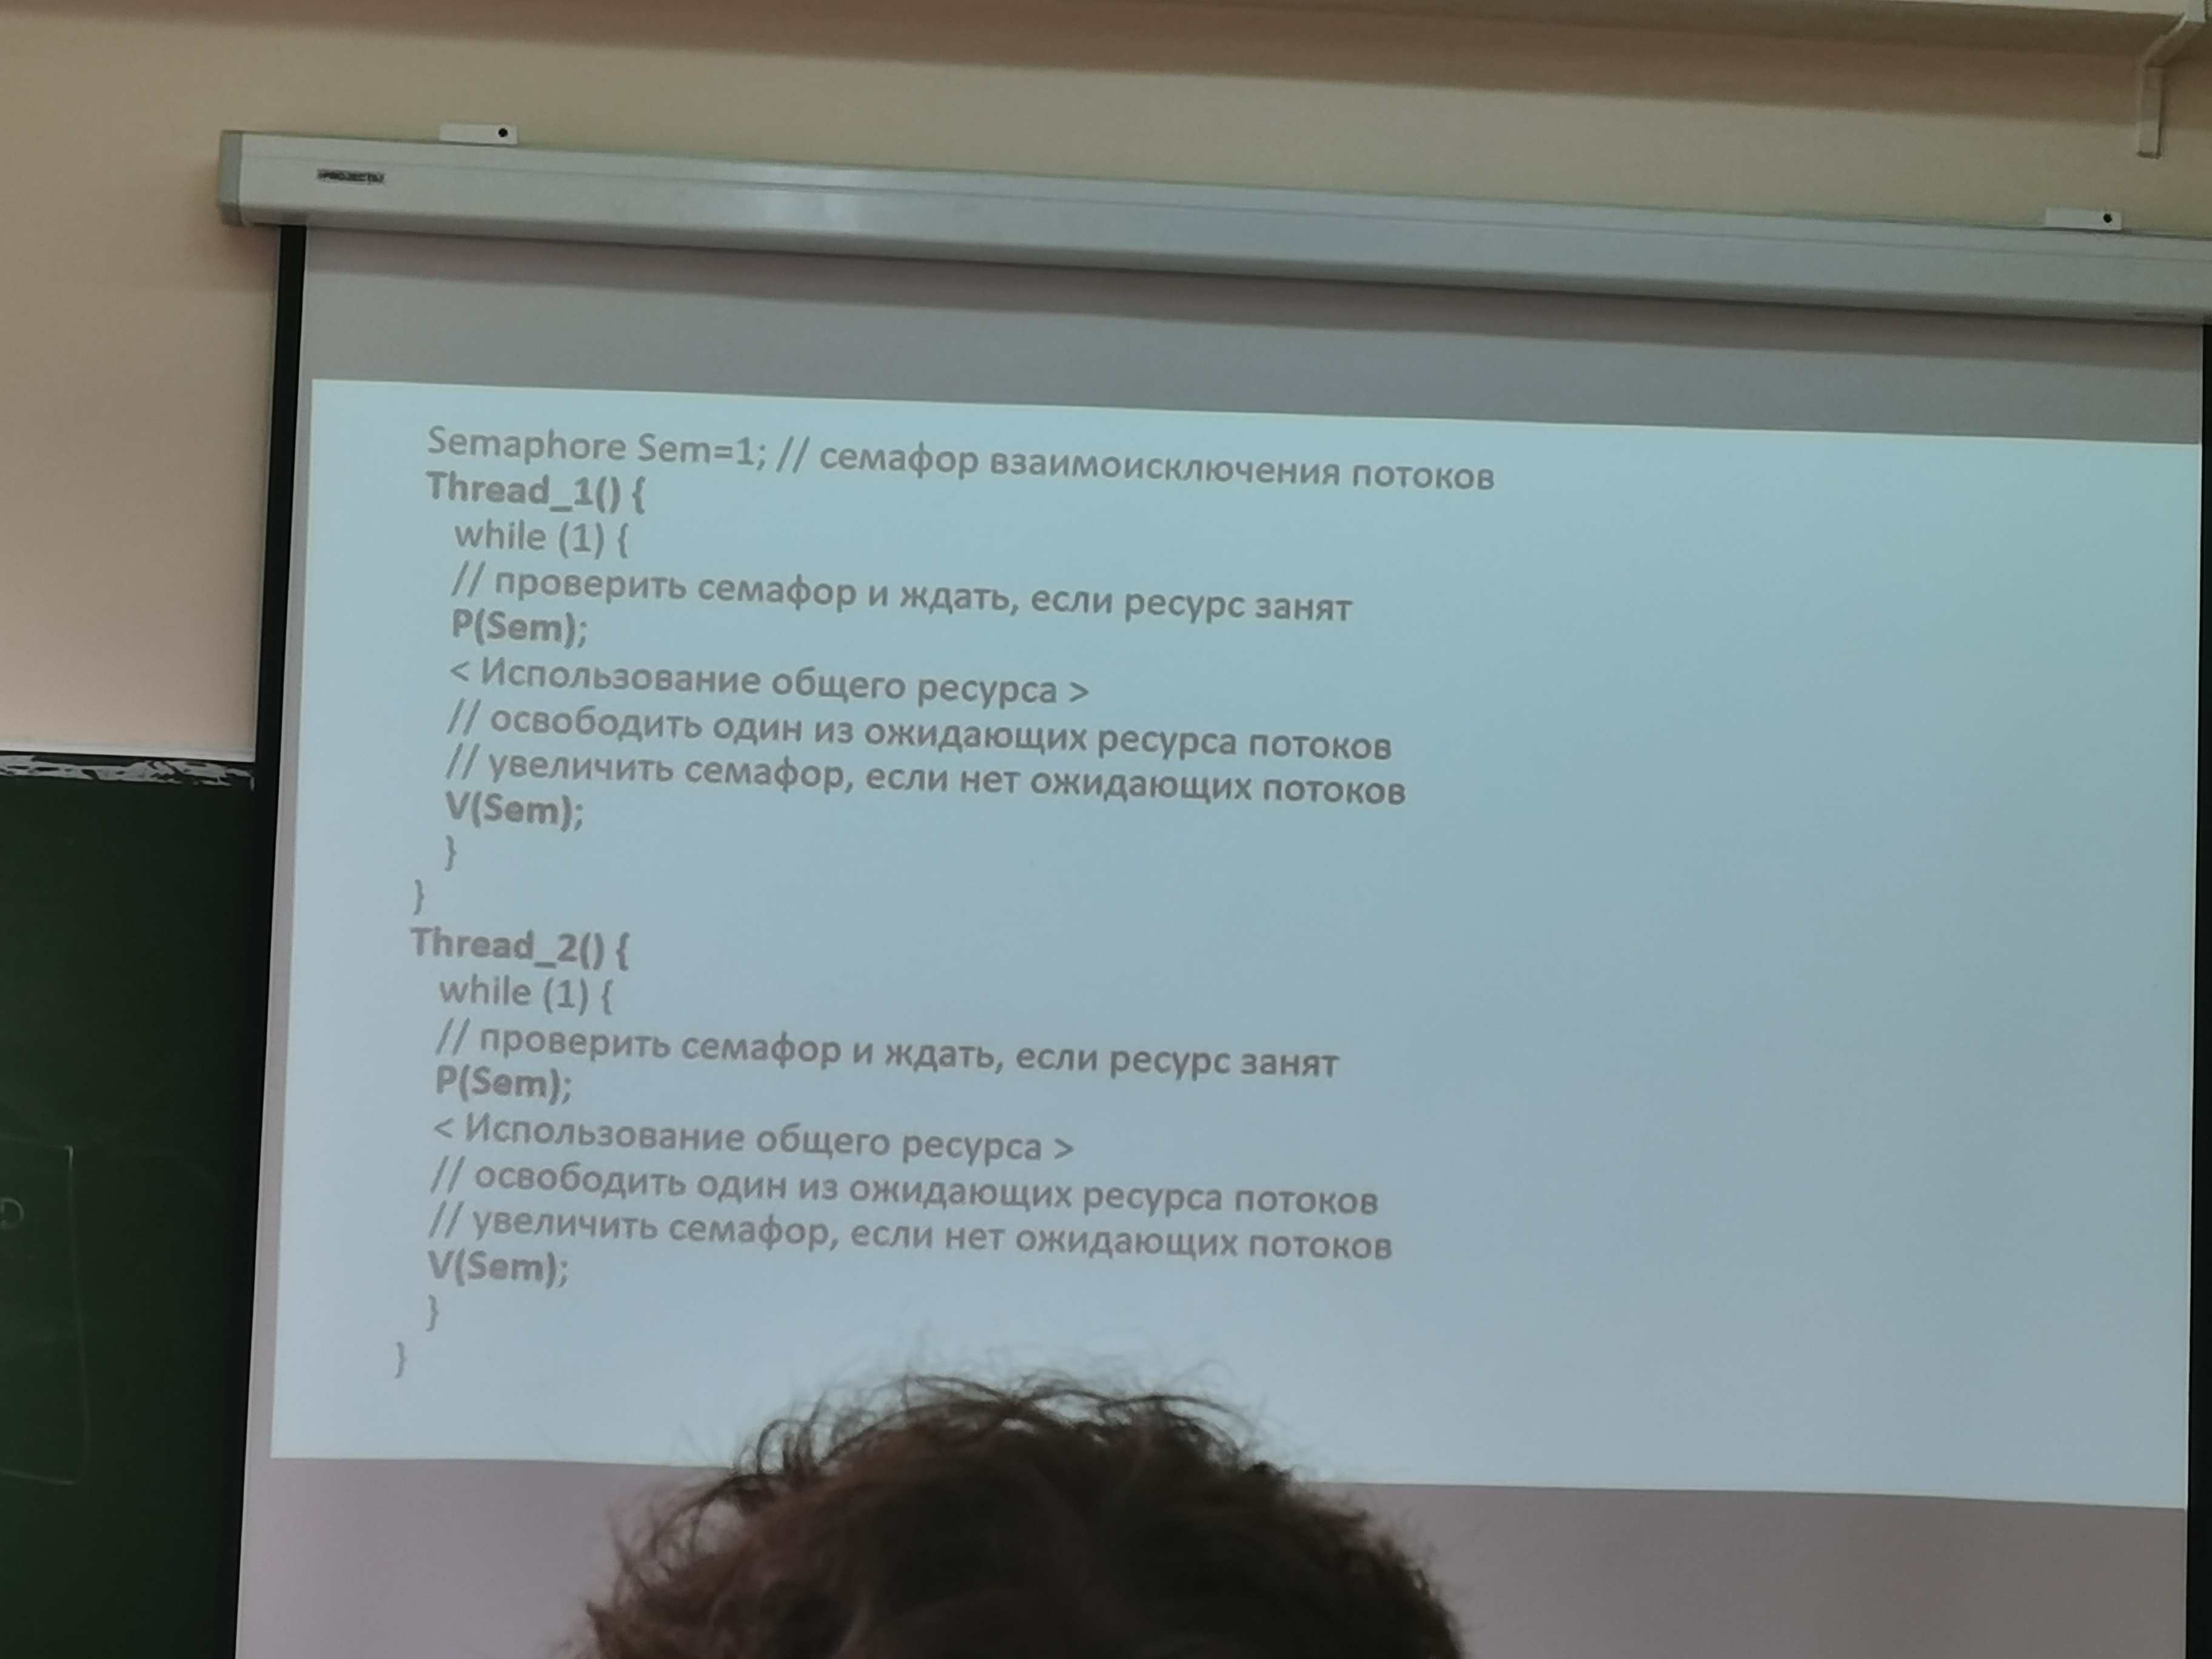 Semaphore Sem=1; // семафор взаимоисключения потоков
Thread_1() {
while (1) {
// проверить семафор и ждать, если ресурс занят
P(Sem);
< Использование общего ресурса >
// освободить один из ожидающих ресурса потоков
// увеличить семафор, если нет ожидающих потоков
V(Sem);
}
}
Thread_2() {
while (1) {
// проверить семафор и ждать, если ресурс занят
P(Sem);
< Использование общего ресурса >
// освободить один из ожидающих ресурса потоков
// увеличить семафор, если нет ожидающих потоков
V(Sem);
}
}